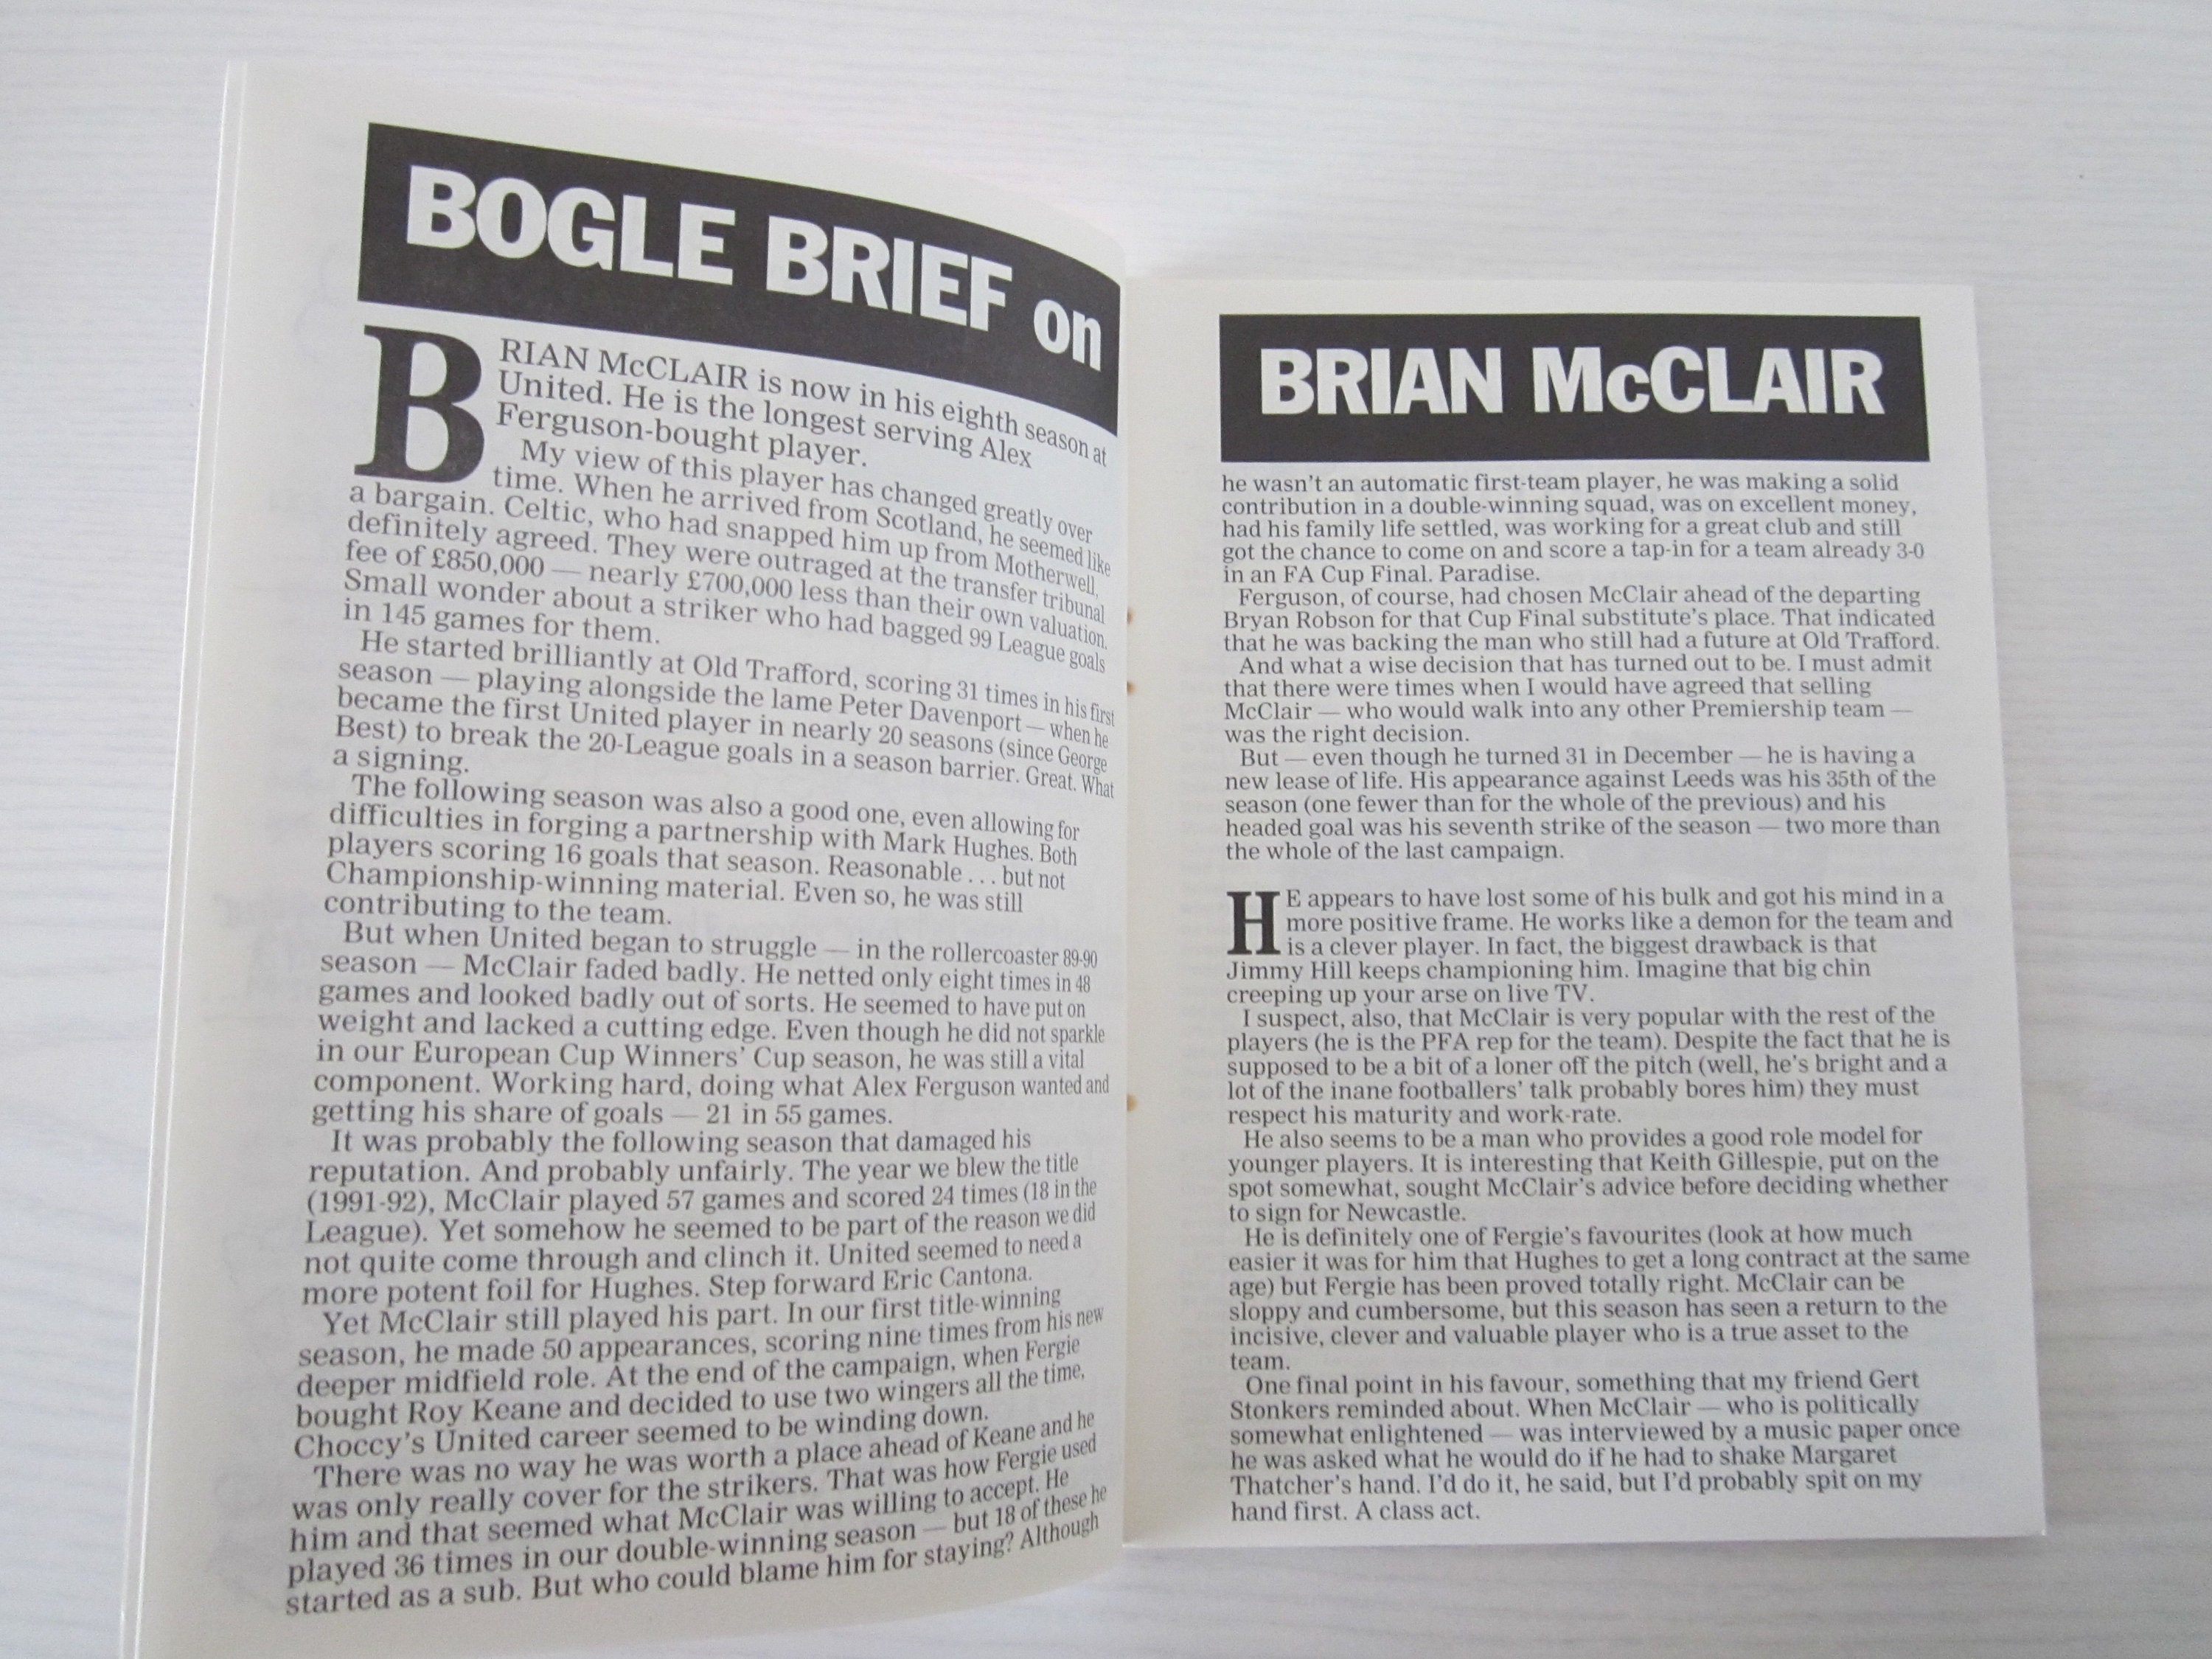 BOGLE BRIEF on
BRIAN McCLAIR is now in his eighth season at
United. He is the longest serving Alex
Ferguson-bought player.
My view of this player has changed greatly over
time. When he arrived from Scotland, he seemed like
a bargain. Celtic, who had snapped him up from Motherwell,
definitely agreed. They were outraged at the transfer tribunal
fee of £850,000 — nearly £700,000 less than their own valuation.
Small wonder about a striker who had bagged 99 League goals
in 145 games for them.
He started brilliantly at Old Trafford, scoring 31 times in his first
season — playing alongside the lame Peter Davenport — when he
became the first United player in nearly 20 seasons (since George
Best) to break the 20-League goals in a season barrier. Great. What
a signing.
The following season was also a good one, even allowing for
difficulties in forging a partnership with Mark Hughes. Both
players scoring 16 goals that season. Reasonable . . . but not
Championship-winning material. Even so, he was still
contributing to the team.
But when United began to struggle — in the rollercoaster 89-90
season — McClair faded badly. He netted only eight times in 48
games and looked badly out of sorts. He seemed to have put on
weight and lacked a cutting edge. Even though he did not sparkle
in our European Cup Winners' Cup season, he was still a vital
component. Working hard, doing what Alex Ferguson wanted and
getting his share of goals — 21 in 55 games.
It was probably the following season that damaged his
reputation. And probably unfairly. The year we blew the title
(1991-92), McClair played 57 games and scored 24 times (18 in the
League). Yet somehow he seemed to be part of the reason we did
not quite come through and clinch it. United seemed to need a
more potent foil for Hughes. Step forward Eric Cantona.
Yet McClair still played his part. In our first title-winning
season, he made 50 appearances, scoring nine times from his new
deeper midfield role. At the end of the campaign, when Fergie
bought Roy Keane and decided to use two wingers all the time,
Choccy's United career seemed to be winding down.
There was no way he was worth a place ahead of Keane and he
was only really cover for the strikers. That was how Fergie used
him and that seemed what McClair was willing to accept. He
played 36 times in our double-winning season — but 18 of these he
started as a sub. But who could blame him for staying? Although
BRIAN McCLAIR
he wasn't an automatic first-team player, he was making a solid
contribution in a double-winning squad, was on excellent money,
had his family life settled, was working for a great club and still
got the chance to come on and score a tap-in for a team already 3-0
in an FA Cup Final. Paradise.
Ferguson, of course, had chosen McClair ahead of the departing
Bryan Robson for that Cup Final substitute's place. That indicated
that he was backing the man who still had a future at Old Trafford.
And what a wise decision that has turned out to be. I must admit
that there were times when I would have agreed that selling
McClair — who would walk into any other Premiership team —
was the right decision.
But — even though he turned 31 in December — he is having a
new lease of life. His appearance against Leeds was his 35th of the
season (one fewer than for the whole of the previous) and his
headed goal was his seventh strike of the season — two more than
the whole of the last campaign.
HE appears to have lost some of his bulk and got his mind in a
more positive frame. He works like a demon for the team and
is a clever player. In fact, the biggest drawback is that
Jimmy Hill keeps championing him. Imagine that big chin
creeping up your arse on live TV.
I suspect, also, that McClair is very popular with the rest of the
players (he is the PFA rep for the team). Despite the fact that he is
supposed to be a bit of a loner off the pitch (well, he's bright and a
lot of the inane footballers' talk probably bores him) they must
respect his maturity and work-rate.
He also seems to be a man who provides a good role model for
younger players. It is interesting that Keith Gillespie, put on the
spot somewhat, sought McClair's advice before deciding whether
to sign for Newcastle.
He is definitely one of Fergie's favourites (look at how much
easier it was for him that Hughes to get a long contract at the same
age) but Fergie has been proved totally right. McClair can be
sloppy and cumbersome, but this season has seen a return to the
incisive, clever and valuable player who is a true asset to the
team.
One final point in his favour, something that my friend Gert
Stonkers reminded about. When McClair — who is politically
somewhat enlightened — was interviewed by a music paper once
he was asked what he would do if he had to shake Margaret
Thatcher's hand. I'd do it, he said, but I'd probably spit on my
hand first. A class act.